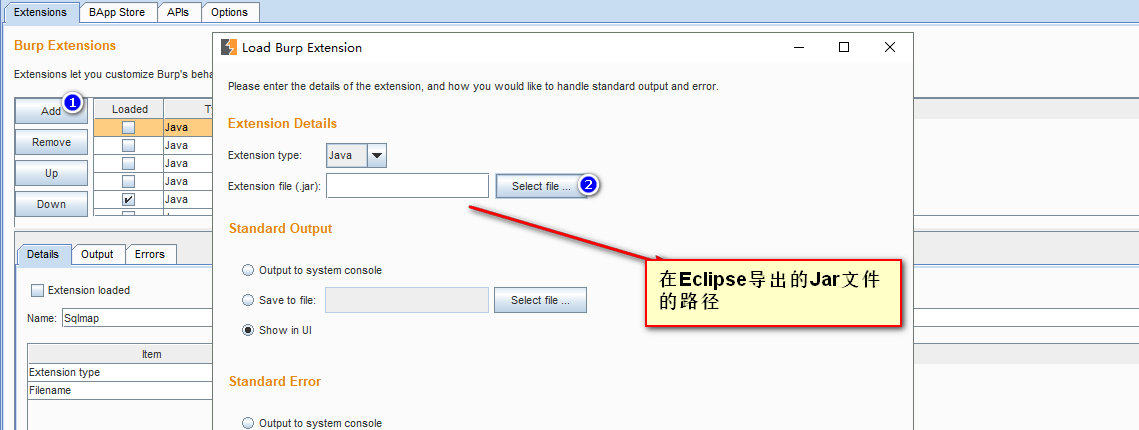 Extensions BApp Store APIs Options
Burp Extensions
Extensions let you customize Burp's
Add 1 Loaded
Remove
Up
Down
Java
Java
Java
Java
Java
Load Burp Extension
Please enter the details of the extension, and how you would like to handle standard output and error.
Extension Details
Extension type: Java
Extension file (.jar): Select file ... 2
Standard Output
Output to system console
Save to file: Select file ...
Show in UI
Standard Error
Output to system console
在Eclipse导出的Jar文件
的路径
Details Output Errors
Extension loaded
Name: Sqlmap
Item
Extension type
Filename